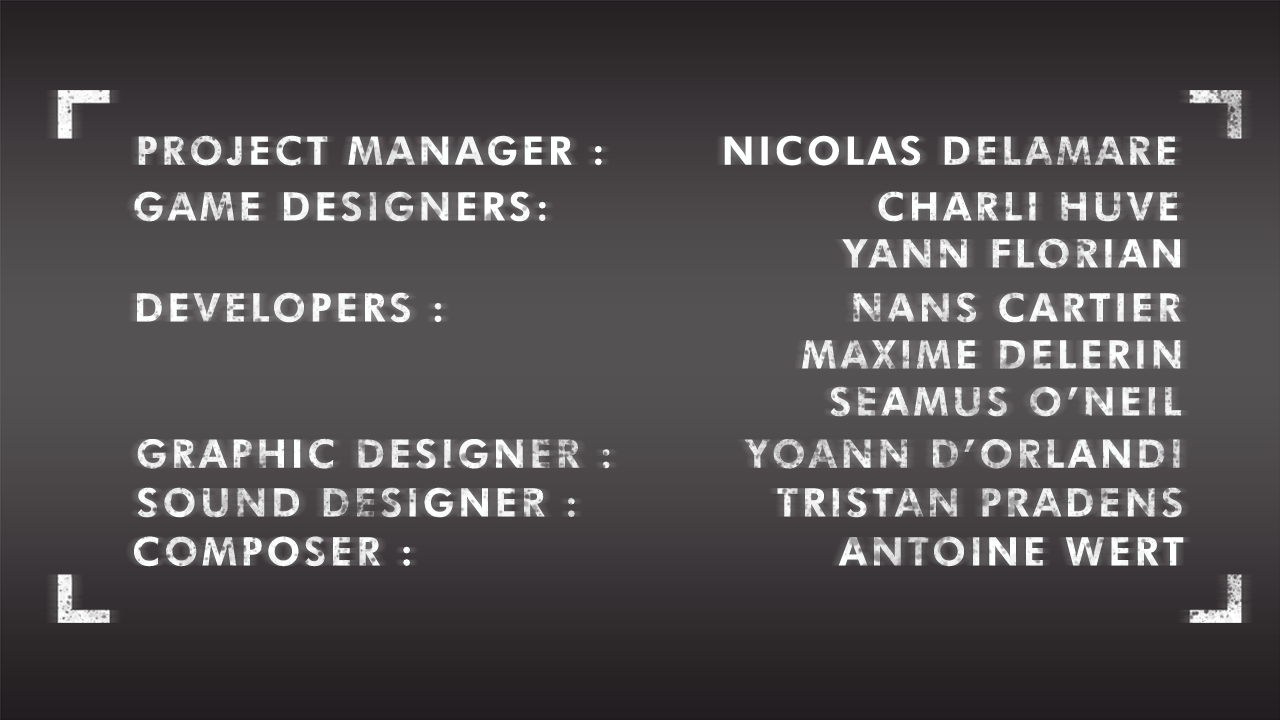 PROJECT MANAGER : NICOLAS DELAMARE
GAME DESIGNERS: CHARLI HUVE
YANN FLORIAN
DEVELOPERS : NANS CARTIER
MAXIME DELERIN
SEAMUS O'NEIL
GRAPHIC DESIGNER : YOANN D'ORLANDI
SOUND DESIGNER : TRISTAN PRADENS
COMPOSER : ANTOINE WERT